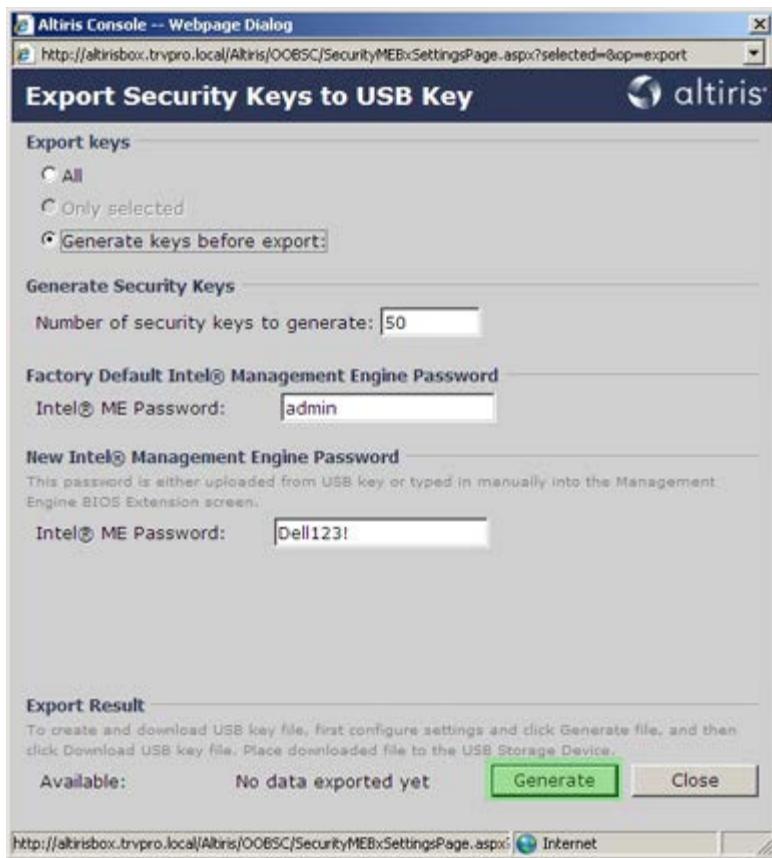 Altiris Console -- Webpage Dialog
http://altirisbox.trvpro.local/Altiris/OOBSC/SecurityMEBxSettingsPage.aspx?selected=&op=export
Export Security Keys to USB Key
altiris
Export keys
All
Only selected
Generate keys before export:
Generate Security Keys
Number of security keys to generate: 50
Factory Default Intel® Management Engine Password
Intel® ME Password: admin
New Intel® Management Engine Password
This password is either uploaded from USB key or typed in manually into the Management
Engine BIOS Extension screen.
Intel® ME Password: Dell123!
Export Result
To create and download USB key file, first configure settings and click Generate file, and then
click Download USB key file. Place downloaded file to the USB Storage Device.
Available: No data exported yet Generate Close
http://altirisbox.trvpro.local/Altiris/OOBSC/SecurityMEBxSettingsPage.aspx? Internet